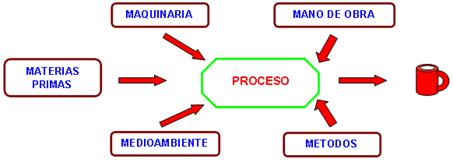 MAQUINARIA
MANO DE OBRA
MATERIAS
PRIMAS
PROCESO
MEDIOAMBIENTE
METODOS